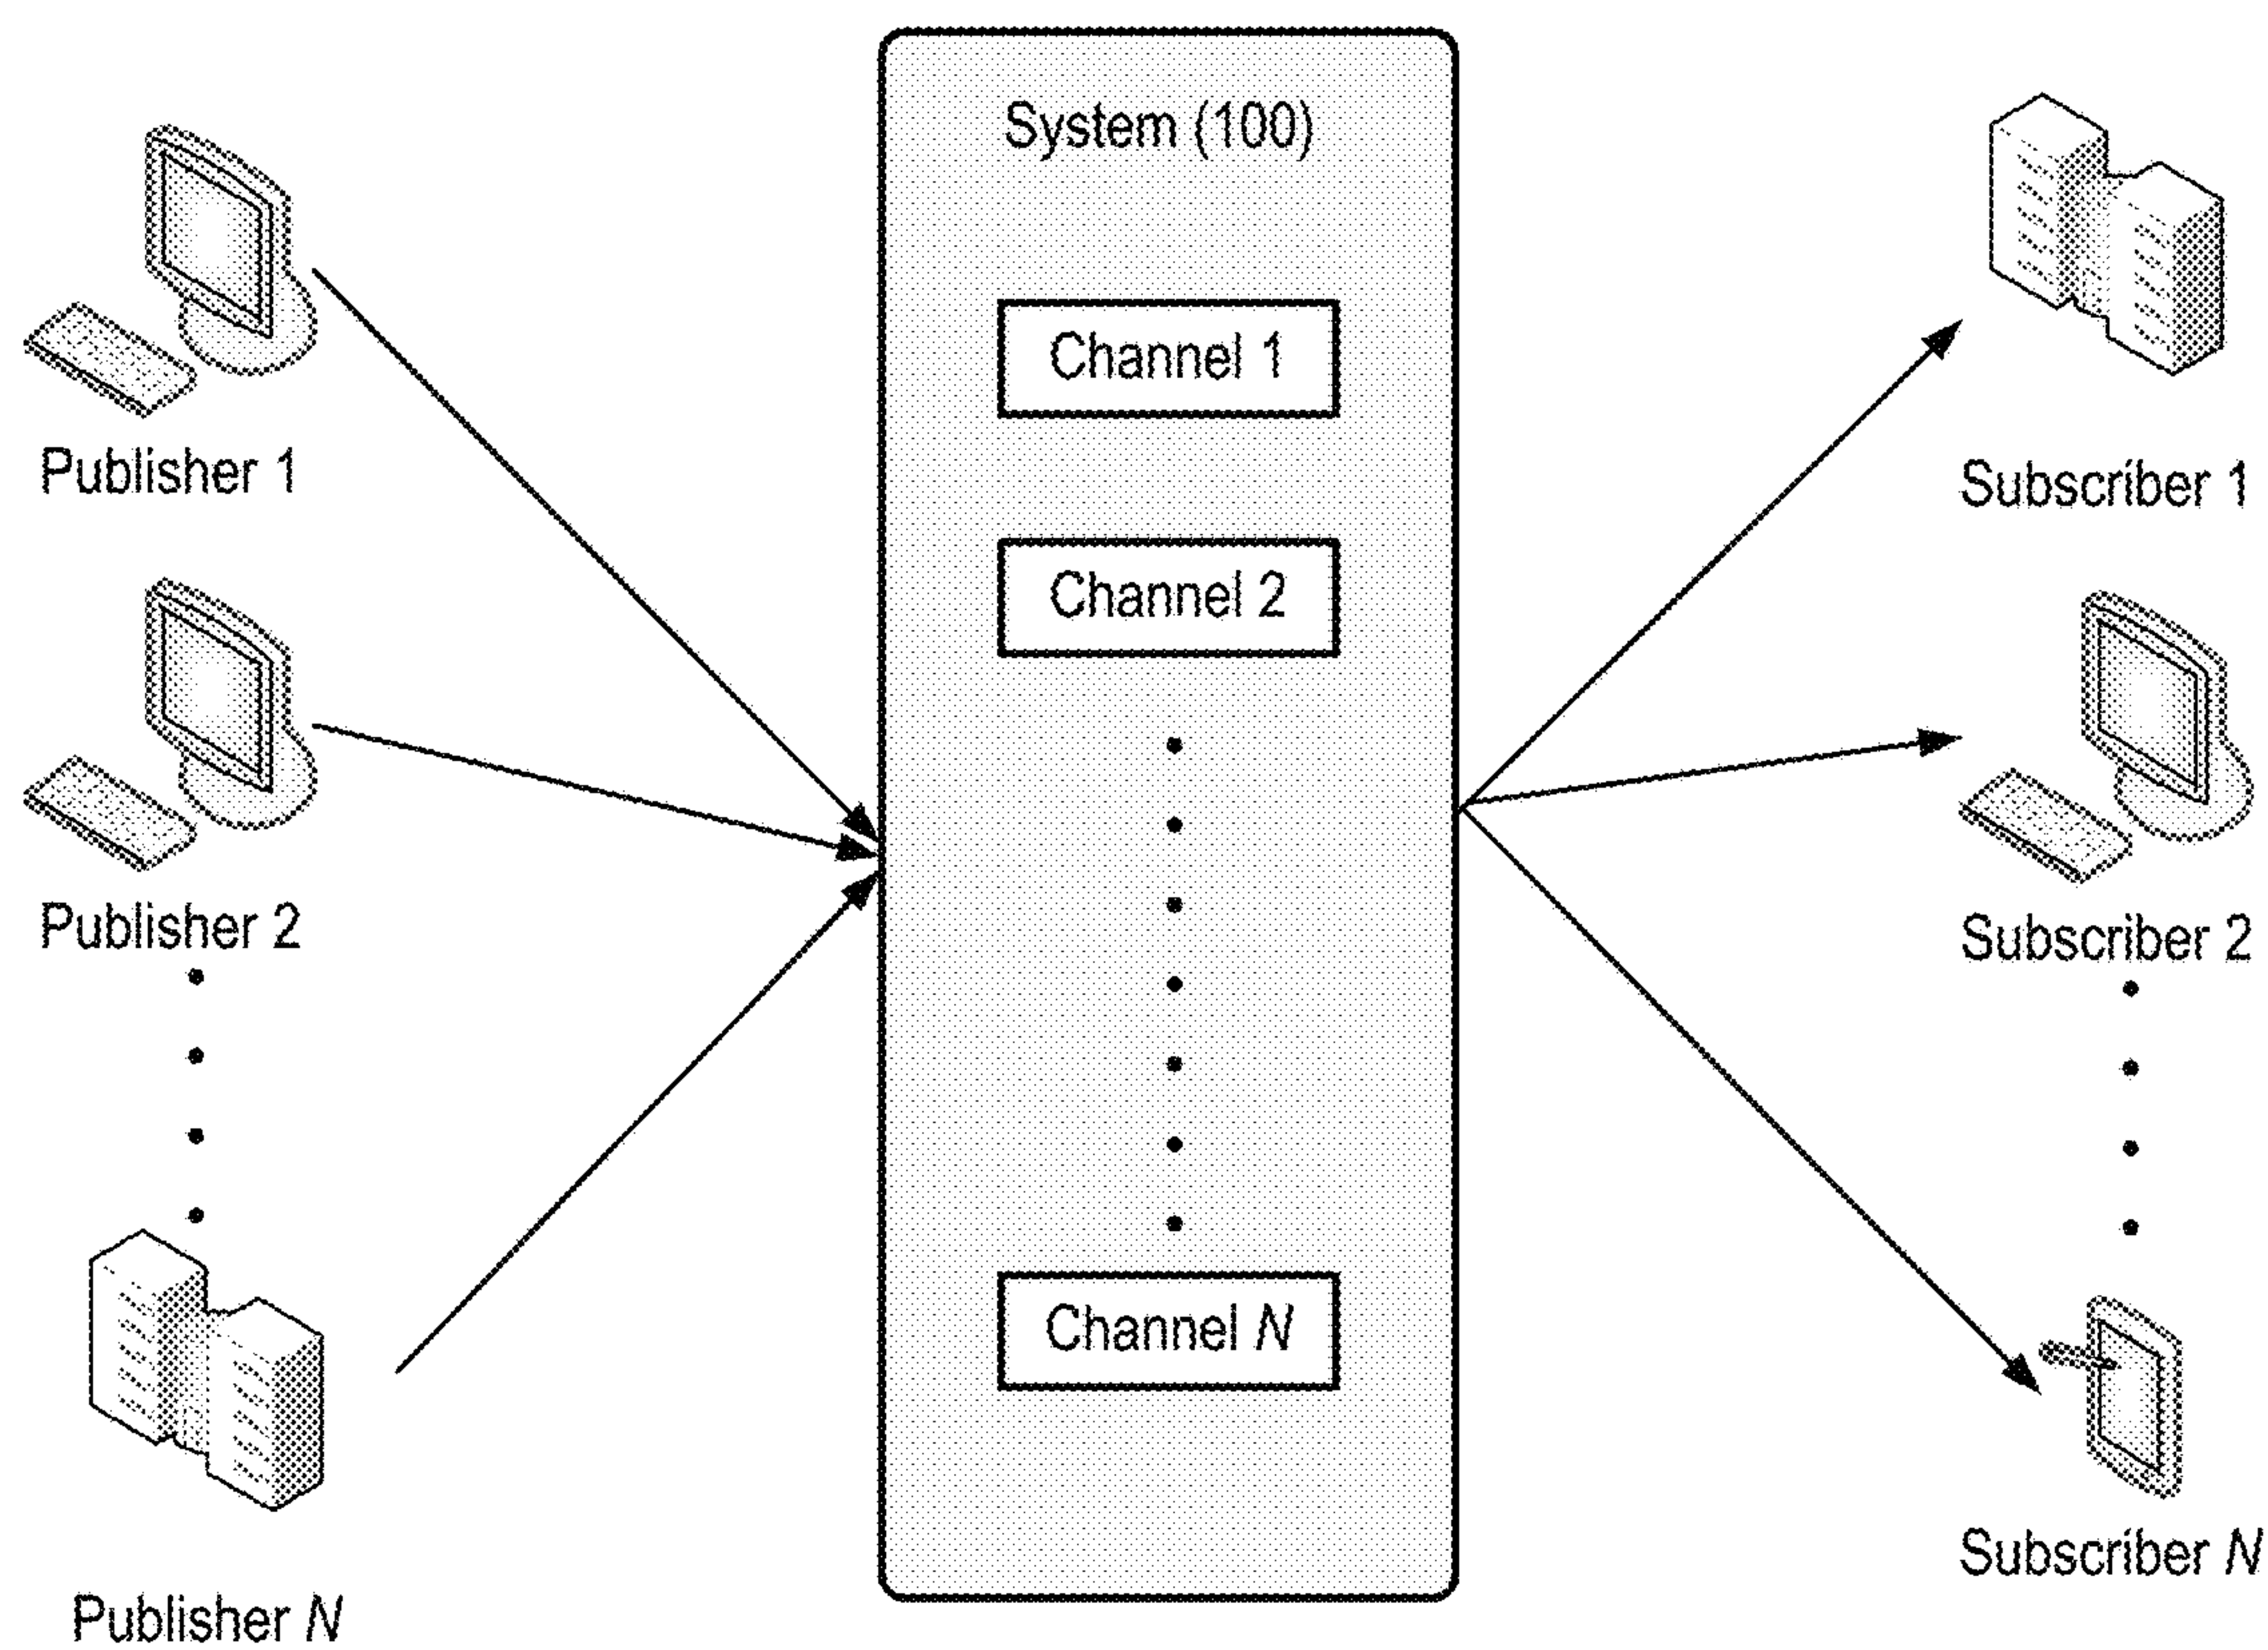 System (100)
Channel 1
Channel 2
Channel N
Publisher 1
Publisher 2
Publisher N
Subscriber 1
Subscriber 2
Subscriber N